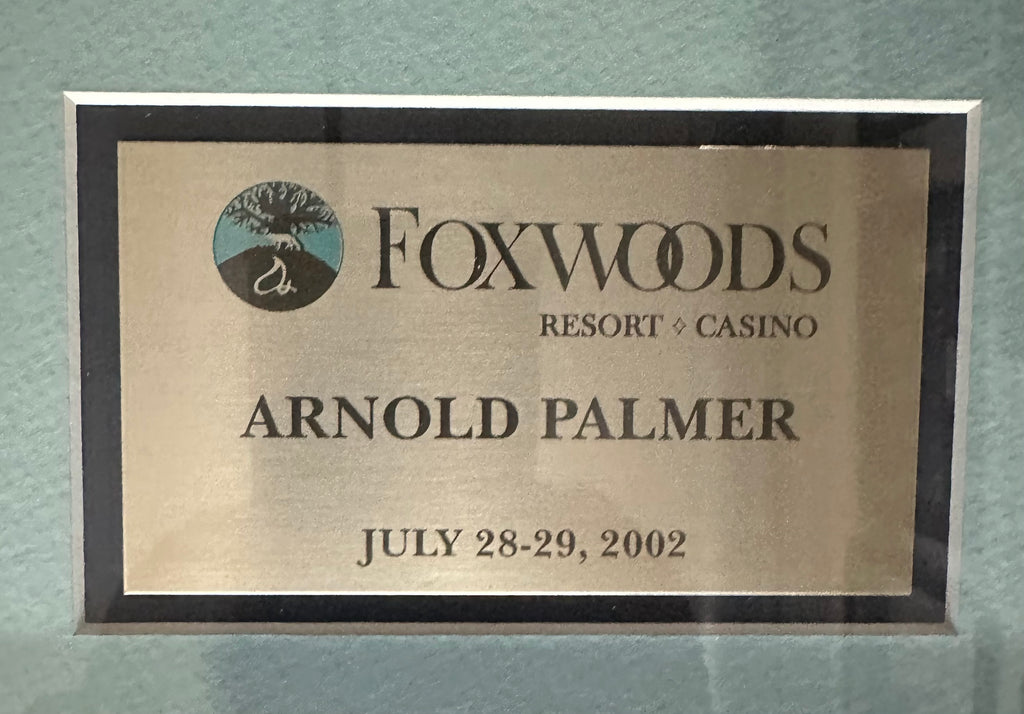 FOXWOODS
RESORT ◇ CASINO
ARNOLD PALMER
JULY 28-29, 2002